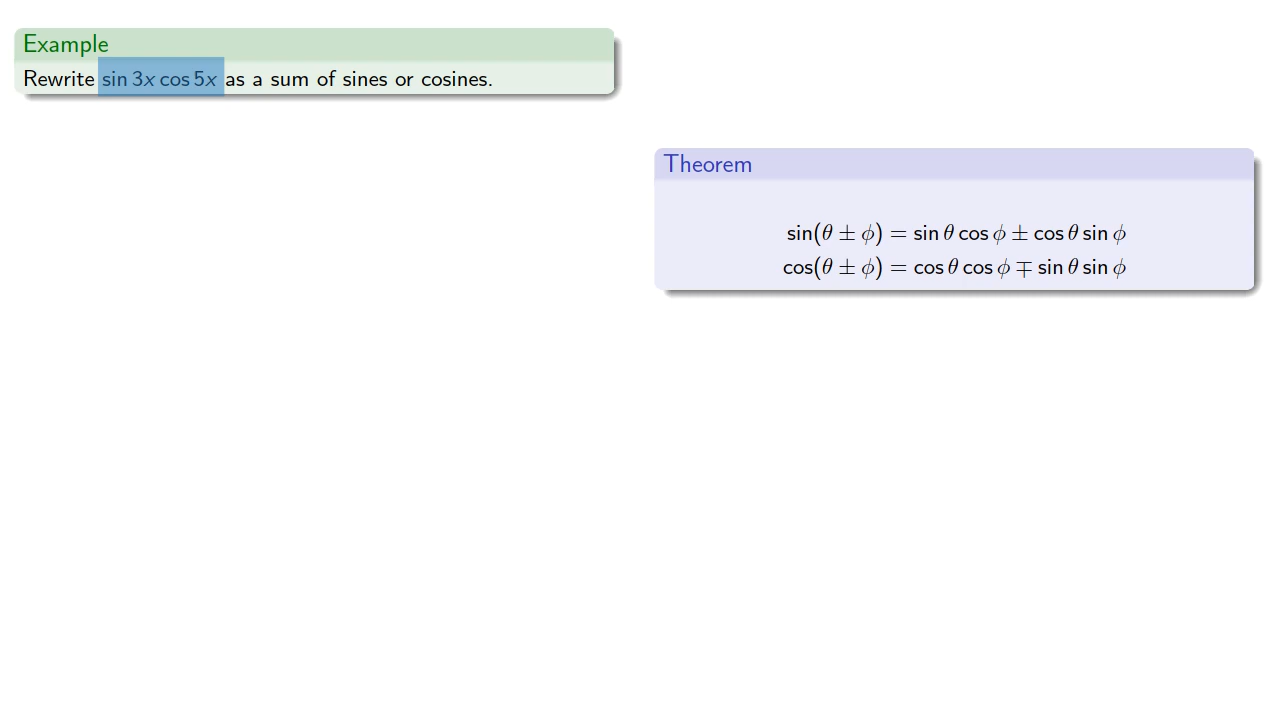 Example
Rewrite sin 3x cos 5x as a sum of sines or cosines.
Theorem
sin(θ ± ϕ) = sin θ cos ϕ ± cos θ sin ϕ
cos(θ ± ϕ) = cos θ cos ϕ ∓ sin θ sin ϕ